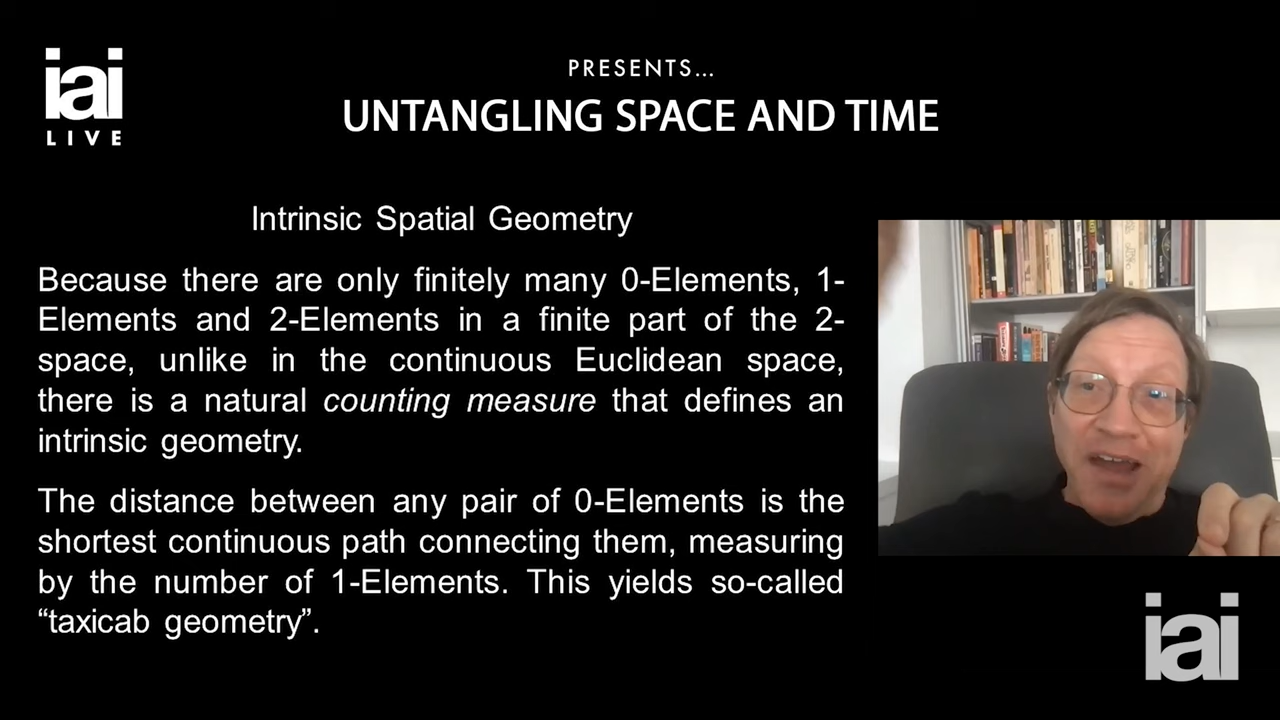 iai
LIVE
PRESENTS...
UNTANGLING SPACE AND TIME
Intrinsic Spatial Geometry
Because there are only finitely many 0-Elements, 1-
Elements and 2-Elements in a finite part of the 2-
space, unlike in the continuous Euclidean space,
there is a natural counting measure that defines an
intrinsic geometry.
The distance between any pair of 0-Elements is the
shortest continuous path connecting them, measuring
by the number of 1-Elements. This yields so-called
“taxicab geometry”.
iai